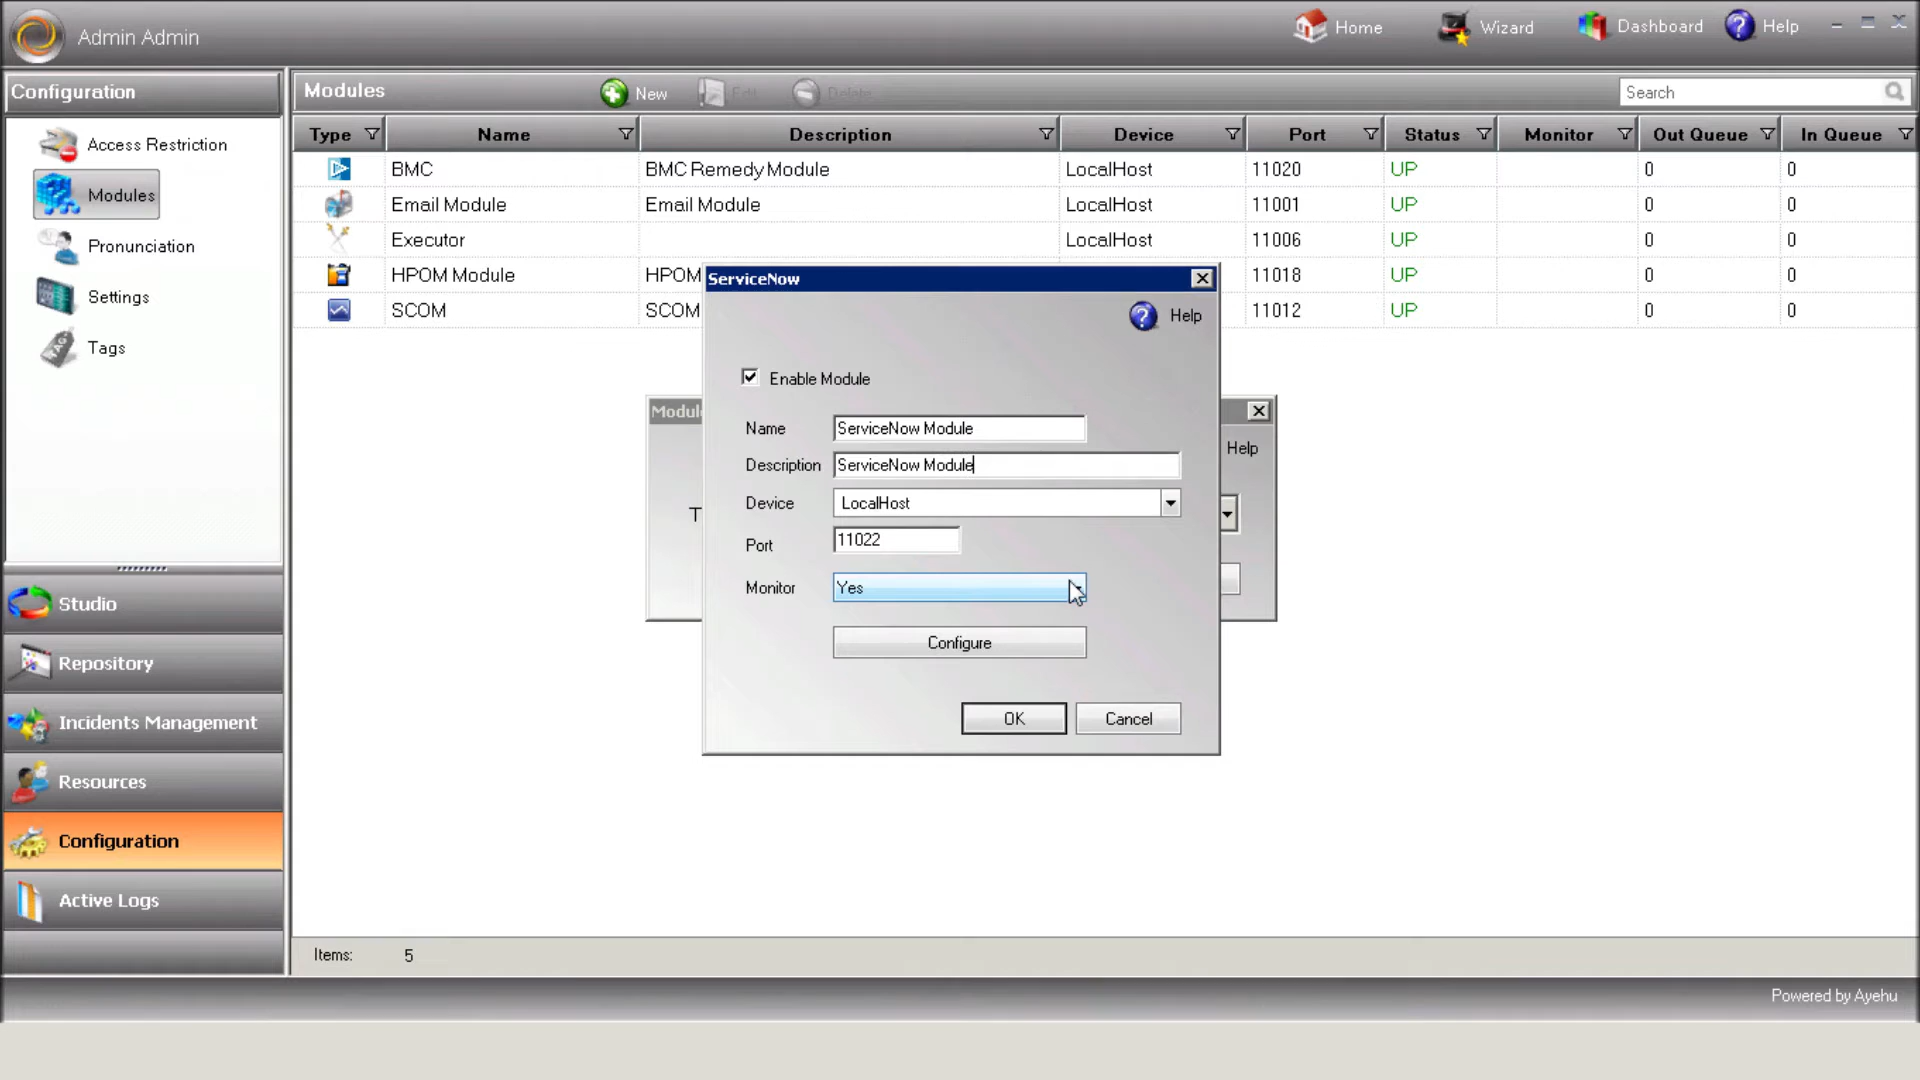 Admin Admin
Home
Wizard
Dashboard
Help
Configuration
Access Restriction
Modules
Pronunciation
Settings
Tags
Studio
Repository
Incidents Management
Resources
Configuration
Active Logs
Modules
New
Edit
Delete
Search
Type Name Description Device Port Status Monitor Out Queue In Queue
BMC BMC Remedy Module LocalHost 11020 UP 0 0
Email Module Email Module LocalHost 11001 UP 0 0
Executor LocalHost 11006 UP 0 0
HPOM Module HPOM 11018 UP 0 0
SCOM SCOM 11012 UP 0 0
Modul
Help
T
ServiceNow
Help
Enable Module
Name ServiceNow Module
Description ServiceNow Module
Device LocalHost
Port 11022
Monitor Yes
Configure
OK Cancel
Items: 5
Powered by Ayehu